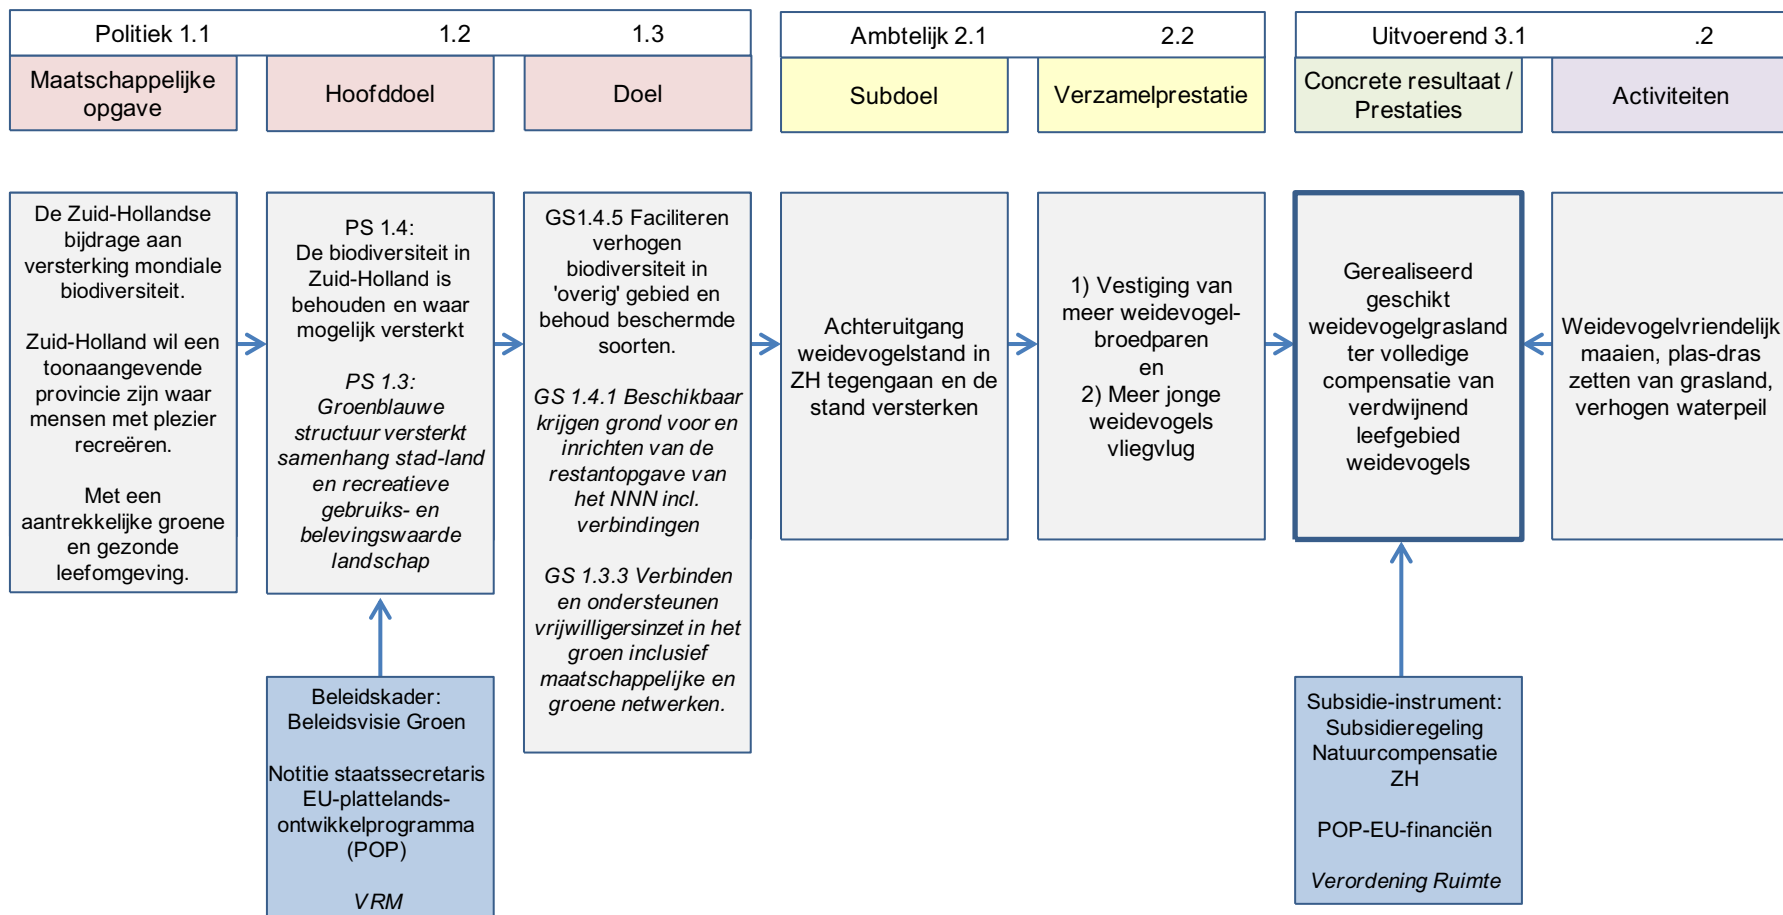 Politiek 1.1 1.2 1.3
Ambtelijk 2.1 2.2
Uitvoerend 3.1 .2
Maatschappelijke
opgave
Hoofddoel
Doel
Subdoel
Verzamelprestatie
Concrete resultaat /
Prestaties
Activiteiten
De Zuid-Hollandse
bijdrage aan
versterking mondiale
biodiversiteit.
Zuid-Holland wil een
toonaangevende
provincie zijn waar
mensen met plezier
recreëren.
Met een
aantrekkelijke groene
en gezonde
leefomgeving.
PS 1.4:
De biodiversiteit in
Zuid-Holland is
behouden en waar
mogelijk versterkt
PS 1.3:
Groenblauwe
structuur versterkt
samenhang stad-land
en recreatieve
gebruiks- en
belevingswaarde
landschap
GS1.4.5 Faciliteren
verhogen
biodiversiteit in
'overig' gebied en
behoud beschermde
soorten.
GS 1.4.1 Beschikbaar
krijgen grond voor en
inrichten van de
restantopgave van
het NNN incl.
verbindingen
GS 1.3.3 Verbinden
en ondersteunen
vrijwilligersinzet in het
groen inclusief
maatschappelijke en
groene netwerken.
Achteruitgang
weidevogelstand in
ZH tegengaan en de
stand versterken
1) Vestiging van
meer weidevogel-
broedparen
en
2) Meer jonge
weidevogels
vliegvlug
Gerealiseerd
geschikt
weidevogelgrasland
ter volledige
compensatie van
verdwijnend
leefgebied
weidevogels
Weidevogelvriendelijk
maaien, plas-dras
zetten van grasland,
verhogen waterpeil
Beleidskader:
Beleidsvisie Groen
Notitie staatssecretaris
EU-plattelands-
ontwikkelprogramma
(POP)
VRM
Subsidie-instrument:
Subsidieregeling
Natuurcompensatie
ZH
POP-EU-financiën
Verordening Ruimte